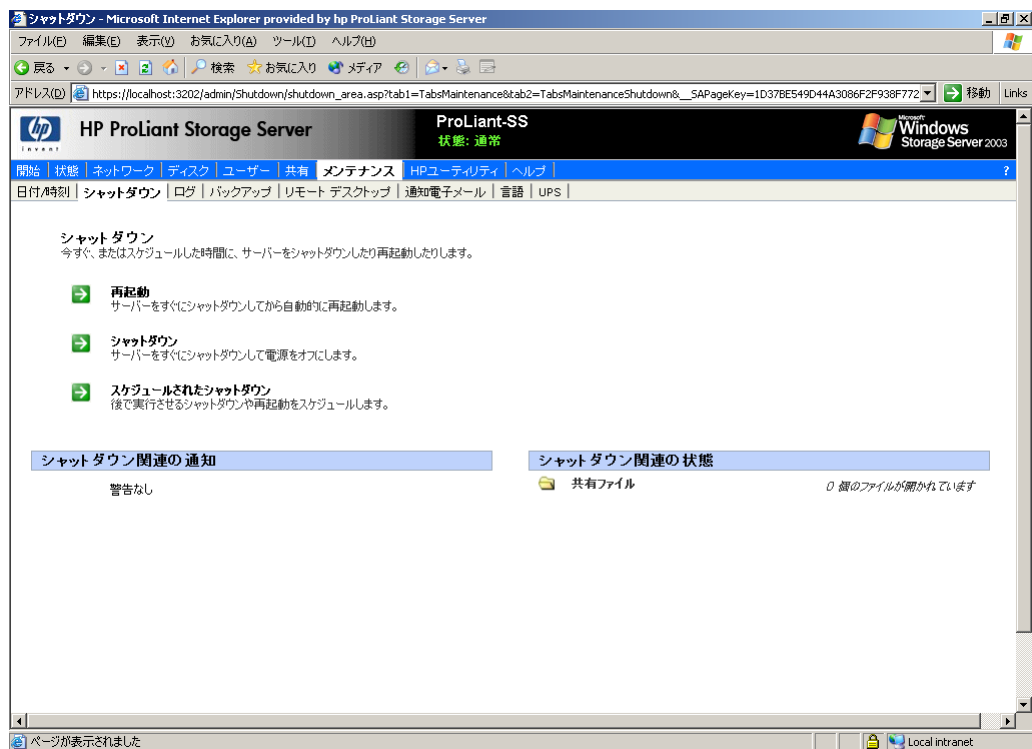 シャットダウン - Microsoft Internet Explorer provided by hp ProLiant Storage Server
ファイル(F) 編集(E) 表示(V) お気に入り(A) ツール(T) ヘルプ(H)
戻る 検索 お気に入り メディア
アドレス(D) https://localhost:3202/admin/Shutdown/shutdown_area.asp?tab1=TabsMaintenance&tab2=TabsMaintenanceShutdown&__SAPageKey=1D37BE549D44A3086F2F938F772 移動 Links
hp invent HP ProLiant Storage Server ProLiant-SS Microsoft Windows
状態: 通常 Storage Server 2003
開始 状態 ネットワーク ディスク ユーザー 共有 メンテナンス HPユーティリティ ヘルプ ?
日付/時刻 シャットダウン ログ バックアップ リモート デスクトップ 通知電子メール 言語 UPS
シャットダウン
今すぐ、またはスケジュールした時間に、サーバーをシャットダウンしたり再起動したりします。
再起動
サーバーをすぐにシャットダウンしてから自動的に再起動します。
シャットダウン
サーバーをすぐにシャットダウンして電源をオフにします。
スケジュールされたシャットダウン
後で実行させるシャットダウンや再起動をスケジュールします。
シャットダウン関連の通知 シャットダウン関連の状態
警告なし 共有ファイル 0 個のファイルが開かれています
ページが表示されました Local intranet